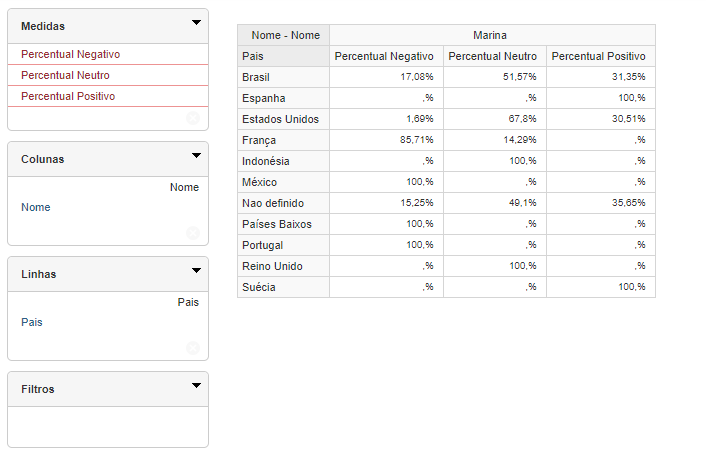 Medidas
Percentual Negativo
Percentual Neutro
Percentual Positivo
Colunas
Nome
Nome
Linhas
Pais
Pais
Filtros
Nome - Nome Marina
Pais Percentual Negativo Percentual Neutro Percentual Positivo
Brasil 17,08% 51,57% 31,35%
Espanha ,% ,% 100,%
Estados Unidos 1,69% 67,8% 30,51%
França 85,71% 14,29% ,%
Indonésia ,% 100,% ,%
México 100,% ,% ,%
Nao definido 15,25% 49,1% 35,65%
Países Baixos 100,% ,% ,%
Portugal 100,% ,% ,%
Reino Unido ,% 100,% ,%
Suécia ,% ,% 100,%